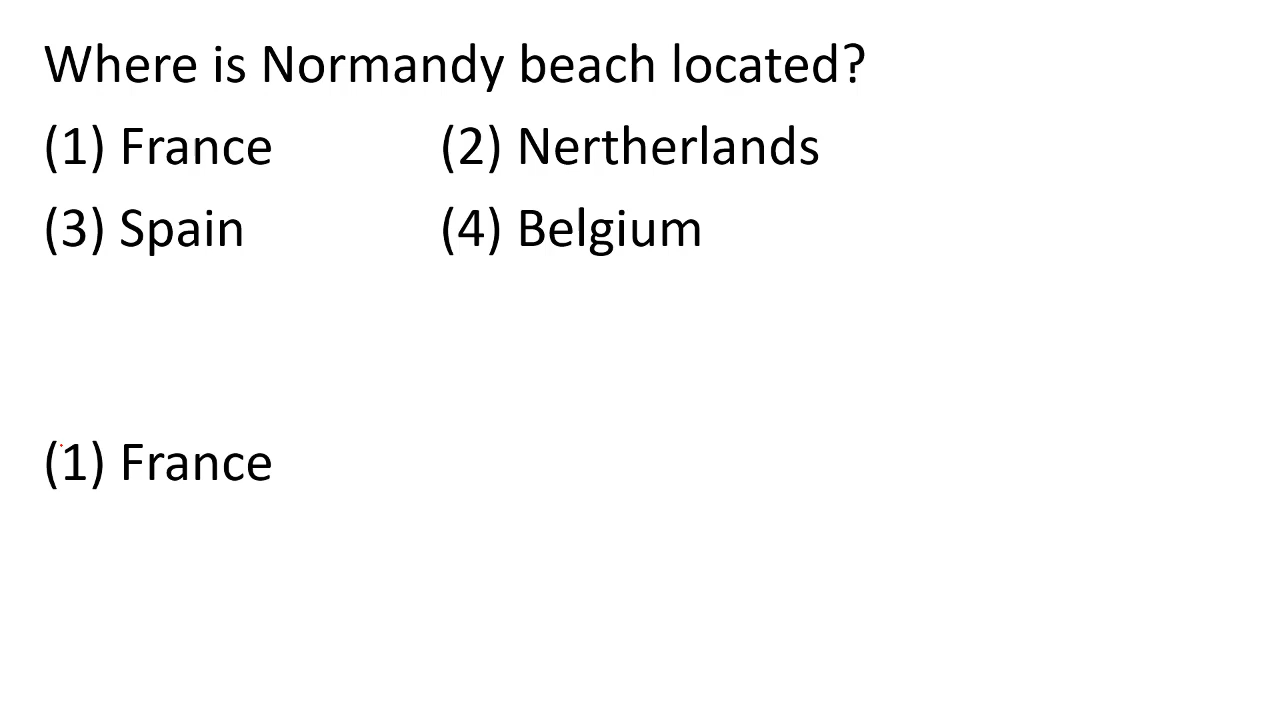 Where is Normandy beach located?
(1) France (2) Nertherlands
(3) Spain (4) Belgium
(1) France